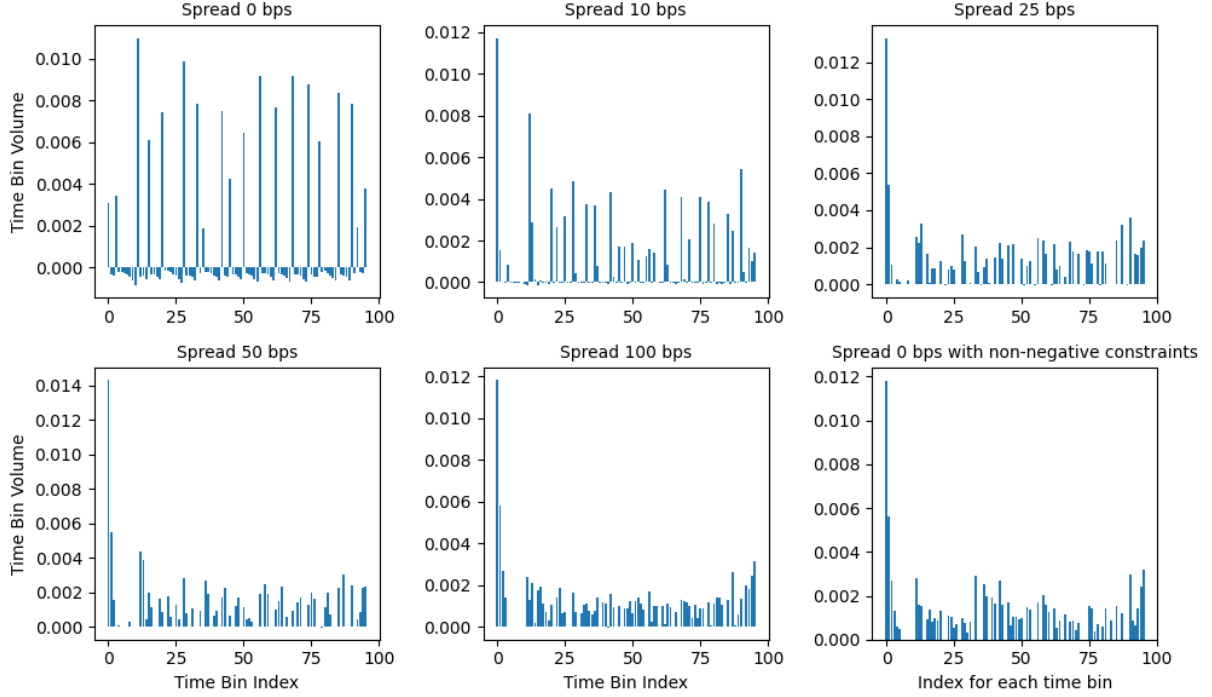 Spread 0 bps
Spread 10 bps
Spread 25 bps
Time Bin Volume
0.010
0.008
0.006
0.004
0.002
0.000
0 25 50 75 100
0.012
0.010
0.008
0.006
0.004
0.002
0.000
0 25 50 75 100
0.012
0.010
0.008
0.006
0.004
0.002
0.000
0 25 50 75 100
Spread 50 bps
Spread 100 bps
Spread 0 bps with non-negative constraints
Time Bin Volume
0.014
0.012
0.010
0.008
0.006
0.004
0.002
0.000
0 25 50 75 100
Time Bin Index
0.012
0.010
0.008
0.006
0.004
0.002
0.000
0 25 50 75 100
Time Bin Index
0.012
0.010
0.008
0.006
0.004
0.002
0.000
0 25 50 75 100
Index for each time bin